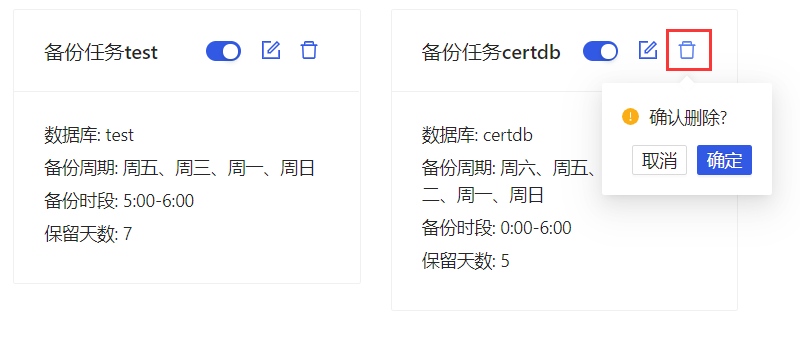 备份任务test
数据库: test
备份周期: 周五、周三、周一、周日
备份时段: 5:00-6:00
保留天数: 7
备份任务certdb
确认删除?
取消 确定
数据库: certdb
备份周期: 周六、周五、
二、周一、周日
备份时段: 0:00-6:00
保留天数: 5